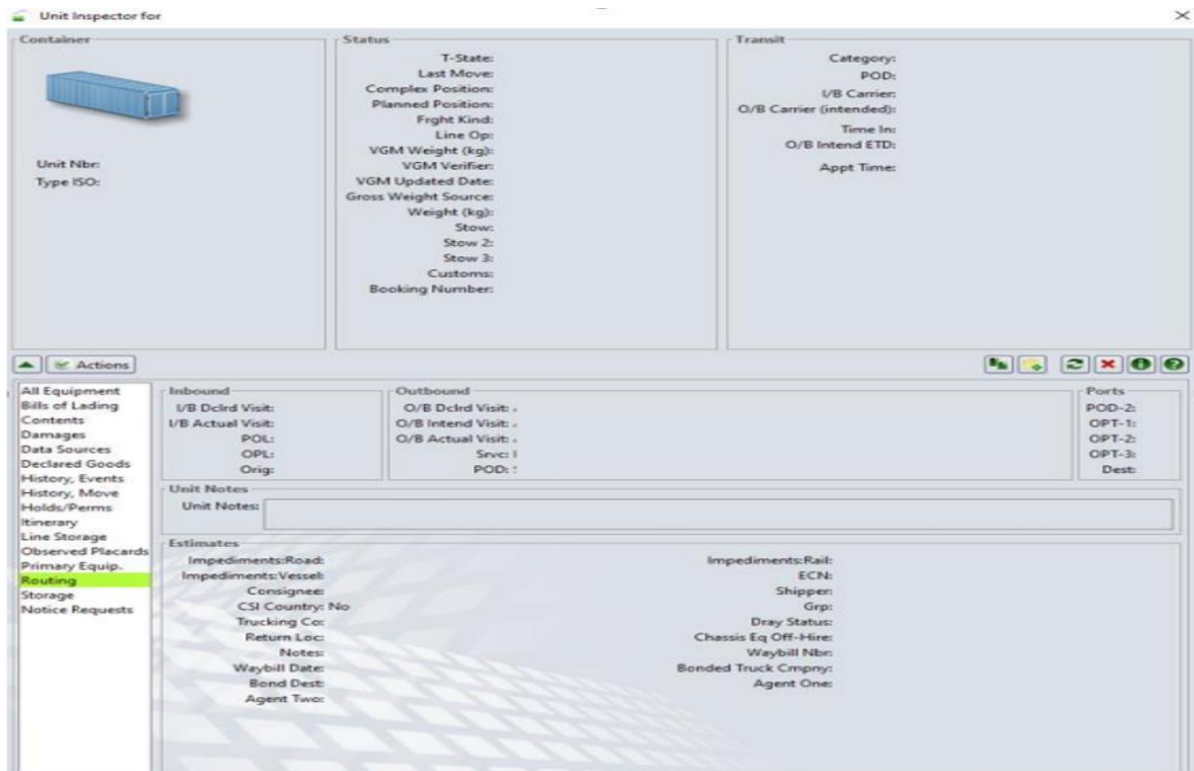 Unit Inspector for
Container
Unit Nbr:
Type ISO:
Status
T-State:
Last Move:
Complex Position:
Planned Position:
Frght Kind:
Line Op:
VGM Weight (kg):
VGM Verifier:
VGM Updated Date:
Gross Weight Source:
Weight (kg):
Stow:
Stow 2:
Stow 3:
Customs:
Booking Number:
Transit
Category:
POD:
I/B Carrier:
O/B Carrier (intended):
Time In:
O/B Intend ETD:
Appt Time:
Actions
All Equipment
Bills of Lading
Contents
Damages
Data Sources
Declared Goods
History, Events
History, Move
Holds/Perms
Itinerary
Line Storage
Observed Placards
Primary Equip.
Routing
Storage
Notice Requests
Inbound
I/B Dclrd Visit:
I/B Actual Visit:
POL:
OPL:
Orig:
Outbound
O/B Dclrd Visit:
O/B Intend Visit:
O/B Actual Visit:
Srvc:
POD:
Ports
POD-2:
OPT-1:
OPT-2:
OPT-3:
Dest:
Unit Notes
Unit Notes:
Estimates
Impediments:Road:
Impediments:Vessel:
Consignee:
CSI Country: No
Trucking Co:
Return Loc:
Notes:
Waybill Date:
Bond Dest:
Agent Two:
Impediments:Rail:
ECN:
Shipper:
Grp:
Dray Status:
Chassis Eq Off-Hire:
Waybill Nbr:
Bonded Truck Cmpny:
Agent One: